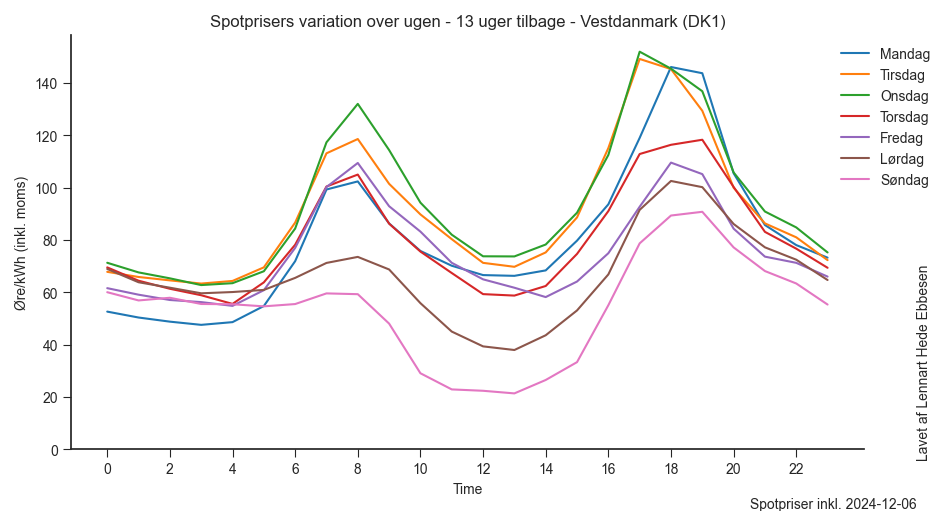 Spotprisers variation over ugen - 13 uger tilbage - Vestdanmark (DK1)
Øre/kWh (inkl. moms)
140
120
100
80
60
40
20
0
0 2 4 6 8 10 12 14 16 18 20 22
Time
Mandag
Tirsdag
Onsdag
Torsdag
Fredag
Lørdag
Søndag
Lavet af Lennart Hede Ebbesen
Spotpriser inkl. 2024-12-06